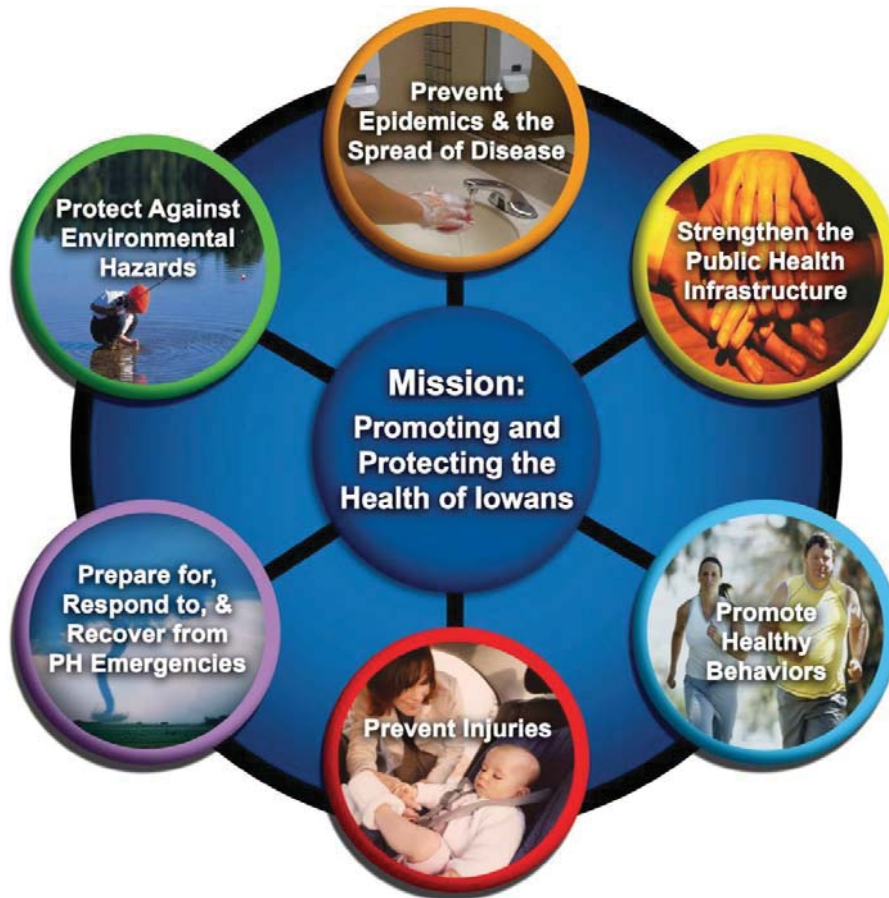 Prevent
Epidemics & the
Spread of Disease
Protect Against
Environmental
Hazards
Strengthen the
Public Health
Infrastructure
Mission:
Promoting and
Protecting the
Health of Iowans
Prepare for,
Respond to, &
Recover from
PH Emergencies
Promote
Healthy
Behaviors
Prevent Injuries